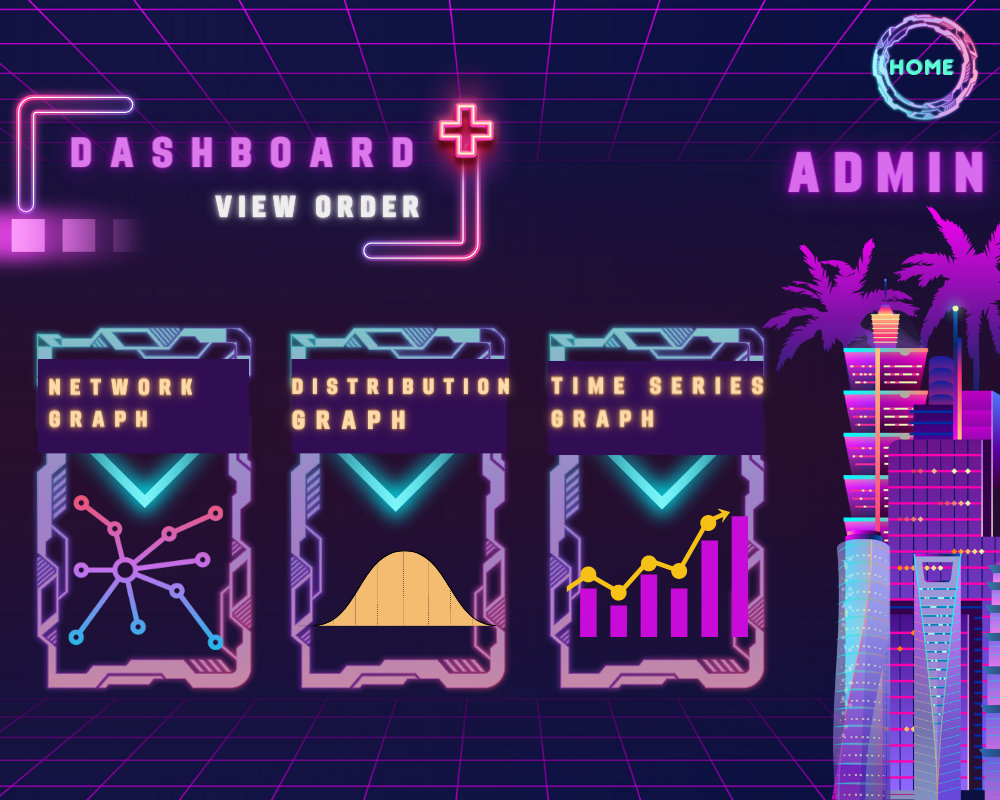 HOME
DASHBOARD
VIEW ORDER
ADMIN
NETWORK
GRAPH
DISTRIBUTION
GRAPH
TIME SERIES
GRAPH